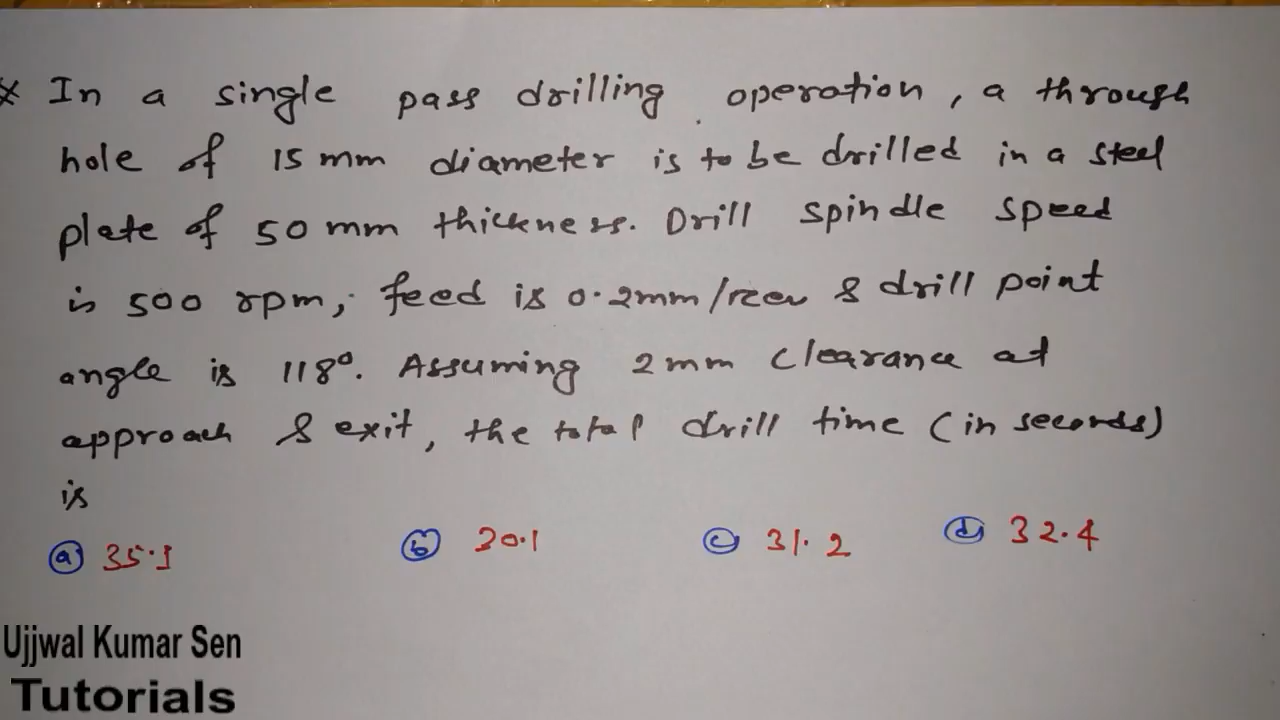 * In a single pass drilling operation, a through
hole of 15 mm diameter is to be drilled in a steel
plate of 50 mm thickness. Drill spindle speed
is 500 rpm, feed is 0.2mm/rev & drill point
angle is 118°. Assuming 2 mm clearance at
approach & exit, the total drill time (in seconds)
is
(a) 35.1 (b) 30.1 (c) 31.2 (d) 32.4
Ujjwal Kumar Sen
Tutorials